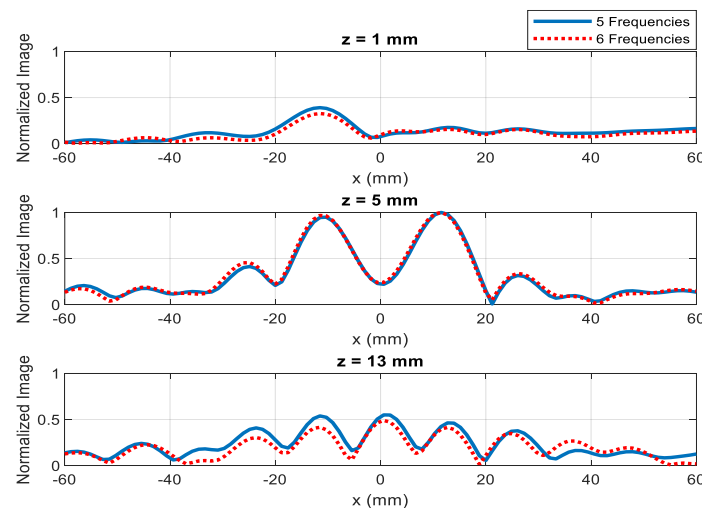 5 Frequencies
6 Frequencies
z = 1 mm
Normalized Image
1
0.5
0
-60 -40 -20 0 20 40 60
x (mm)
z = 5 mm
Normalized Image
1
0.5
0
-60 -40 -20 0 20 40 60
x (mm)
z = 13 mm
Normalized Image
1
0.5
0
-60 -40 -20 0 20 40 60
x (mm)